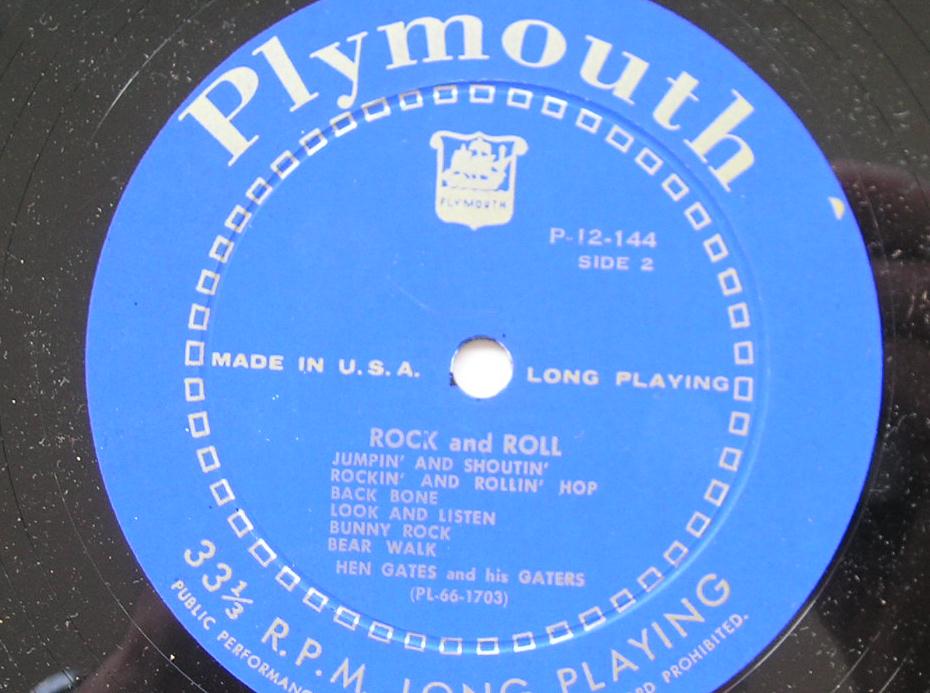 Plymouth
PLYMOUTH
P-12-144
SIDE 2
MADE IN U.S.A.
LONG PLAYING
ROCK and ROLL
JUMPIN' AND SHOUTIN'
ROCKIN' AND ROLLIN' HOP
BACK BONE
LOOK AND LISTEN
BUNNY ROCK
BEAR WALK
HEN GATES and his GATERS
(PL-66-1703)
33⅓ R.P.M. LONG PLAYING
PUBLIC PROHIBITED.